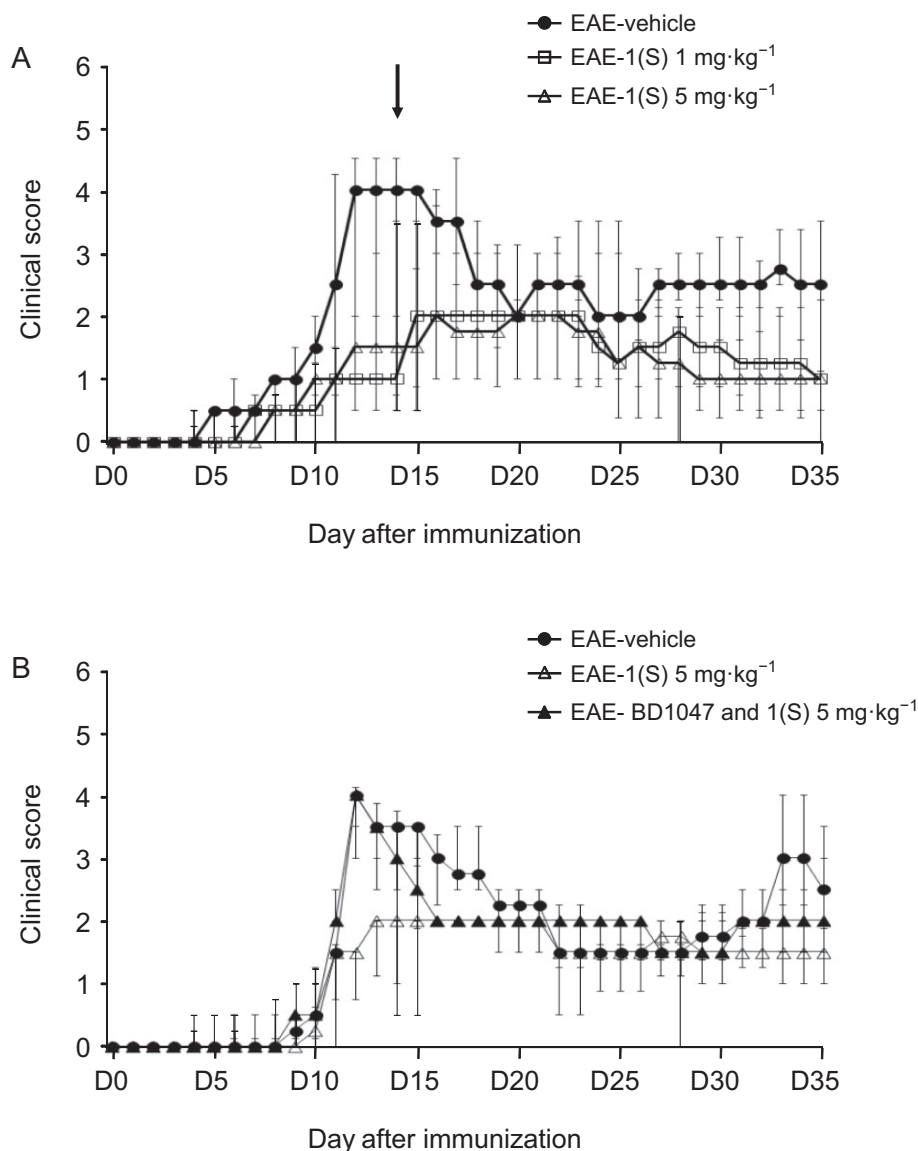 A
EAE-vehicle
EAE-1(S) 1 mg·kg⁻¹
EAE-1(S) 5 mg·kg⁻¹
6
5
4
3
2
1
0
Clinical score
D0 D5 D10 D15 D20 D25 D30 D35
Day after immunization
B
EAE-vehicle
EAE-1(S) 5 mg·kg⁻¹
EAE- BD1047 and 1(S) 5 mg·kg⁻¹
6
5
4
3
2
1
0
Clinical score
D0 D5 D10 D15 D20 D25 D30 D35
Day after immunization